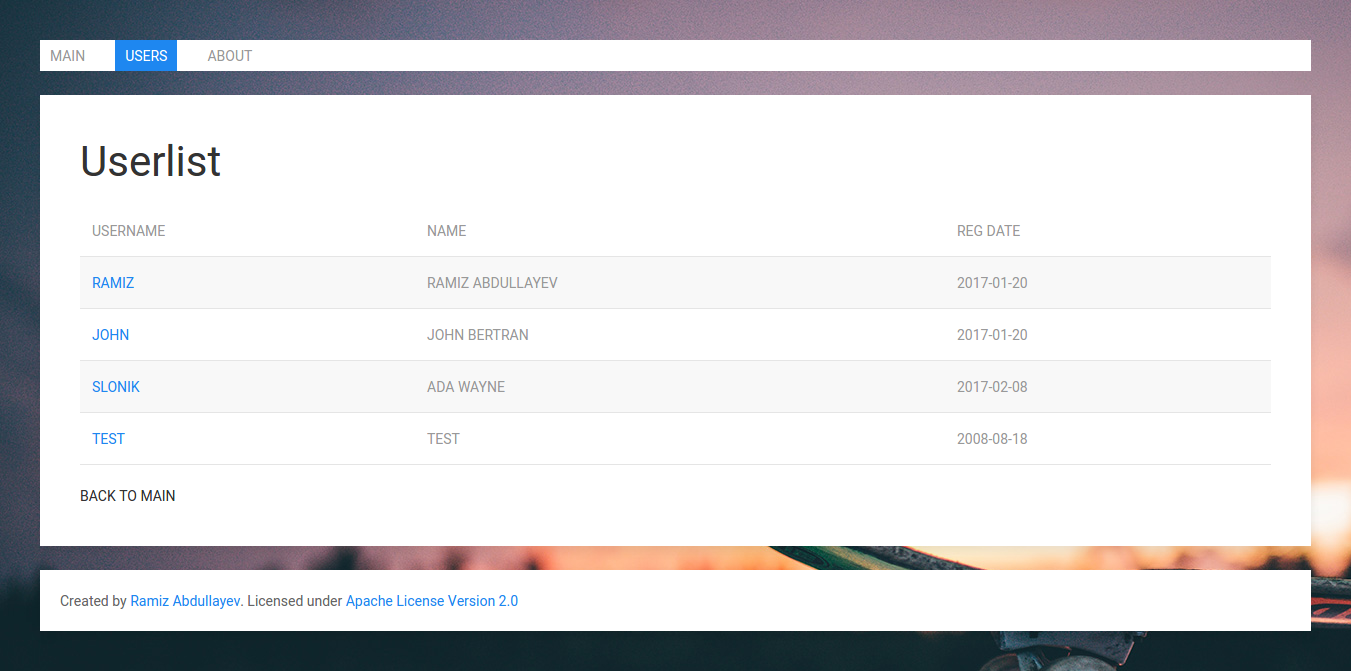 MAIN USERS ABOUT
Userlist
USERNAME NAME REG DATE
RAMIZ RAMIZ ABDULLAYEV 2017-01-20
JOHN JOHN BERTRAN 2017-01-20
SLONIK ADA WAYNE 2017-02-08
TEST TEST 2008-08-18
BACK TO MAIN
Created by Ramiz Abdullayev. Licensed under Apache License Version 2.0